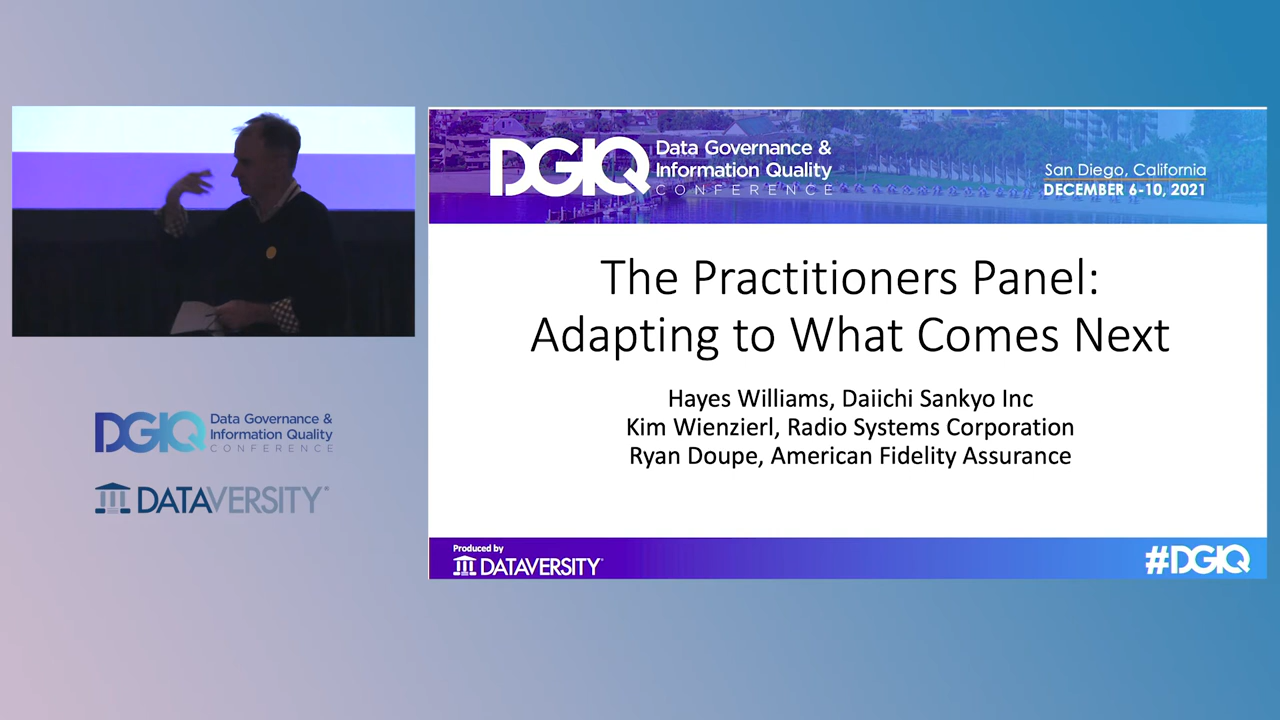 DGIQ
Data Governance &
Information Quality
CONFERENCE
San Diego, California
DECEMBER 6-10, 2021
The Practitioners Panel:
Adapting to What Comes Next
Hayes Williams, Daiichi Sankyo Inc
Kim Wienzierl, Radio Systems Corporation
Ryan Doupe, American Fidelity Assurance
Produced by
DATAVERSITY
#DGIQ
DGIQ
Data Governance &
Information Quality
CONFERENCE
DATAVERSITY